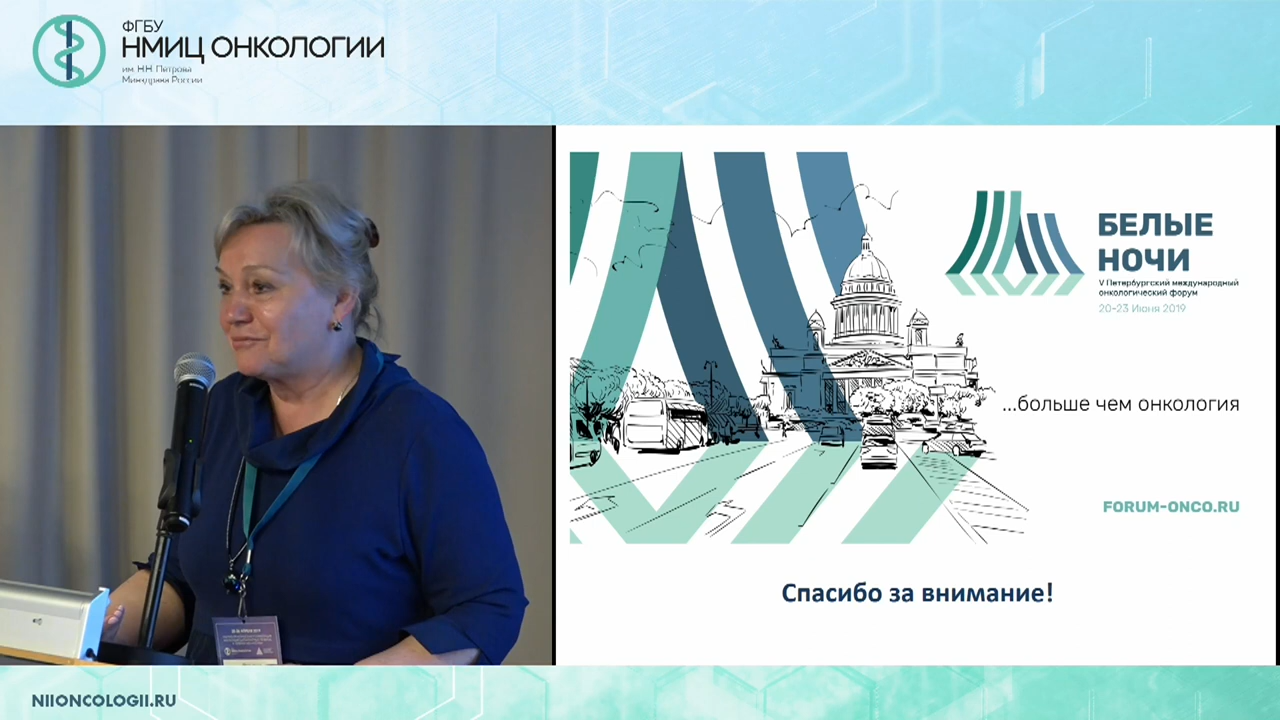 ФГБУ
НМИЦ ОНКОЛОГИИ
им. Н.Н. Петрова
Минздрава России
БЕЛЫЕ
НОЧИ
V Петербургский международный
онкологический форум
20-23 Июня 2019
...больше чем онкология
FORUM-ONCO.RU
Спасибо за внимание!
NIIONCOLOGII.RU